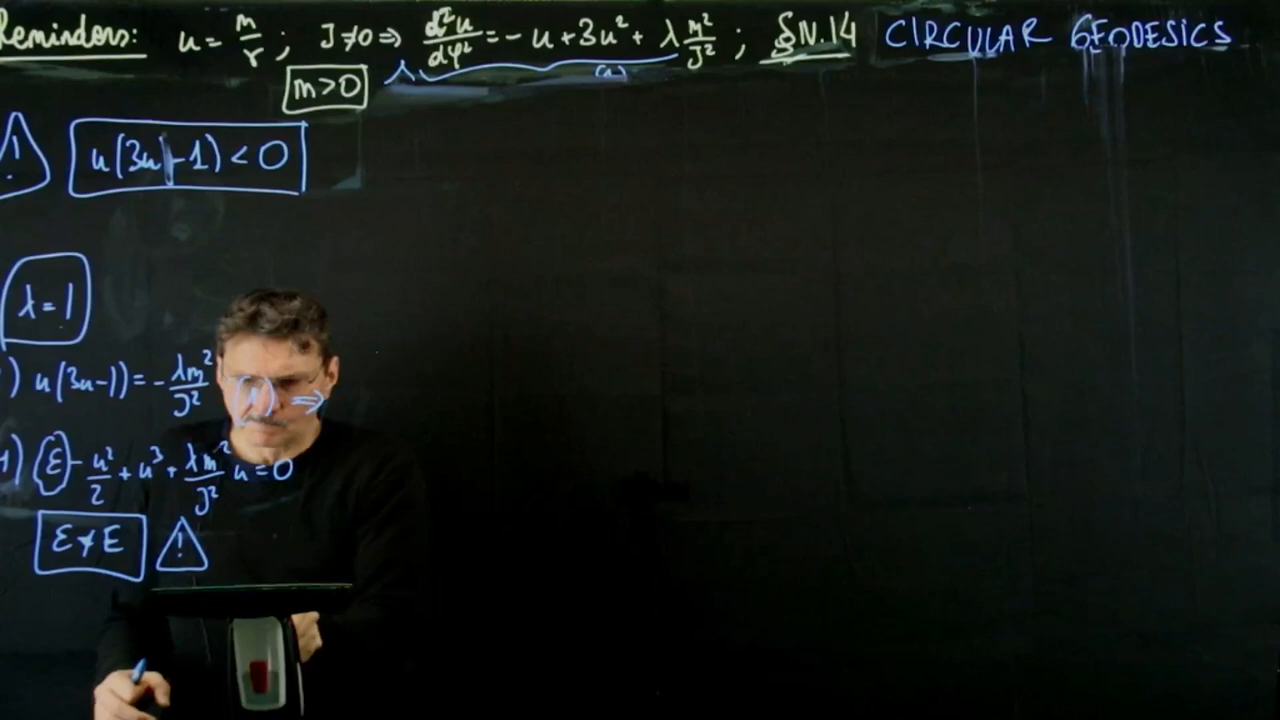 Reminders: u = m/r ; J≠0 ⇒ d²u/dφ² = - u + 3u² + λ m²/J² ; §N.14 CIRCULAR GEODESICS
m > 0
! u(3u-1) < 0
λ = 1
) u(3u-1) = - λm²/J² ⇒
) ε - u²/2 + u³ + λm²/J² u = 0
ε ≠ E !